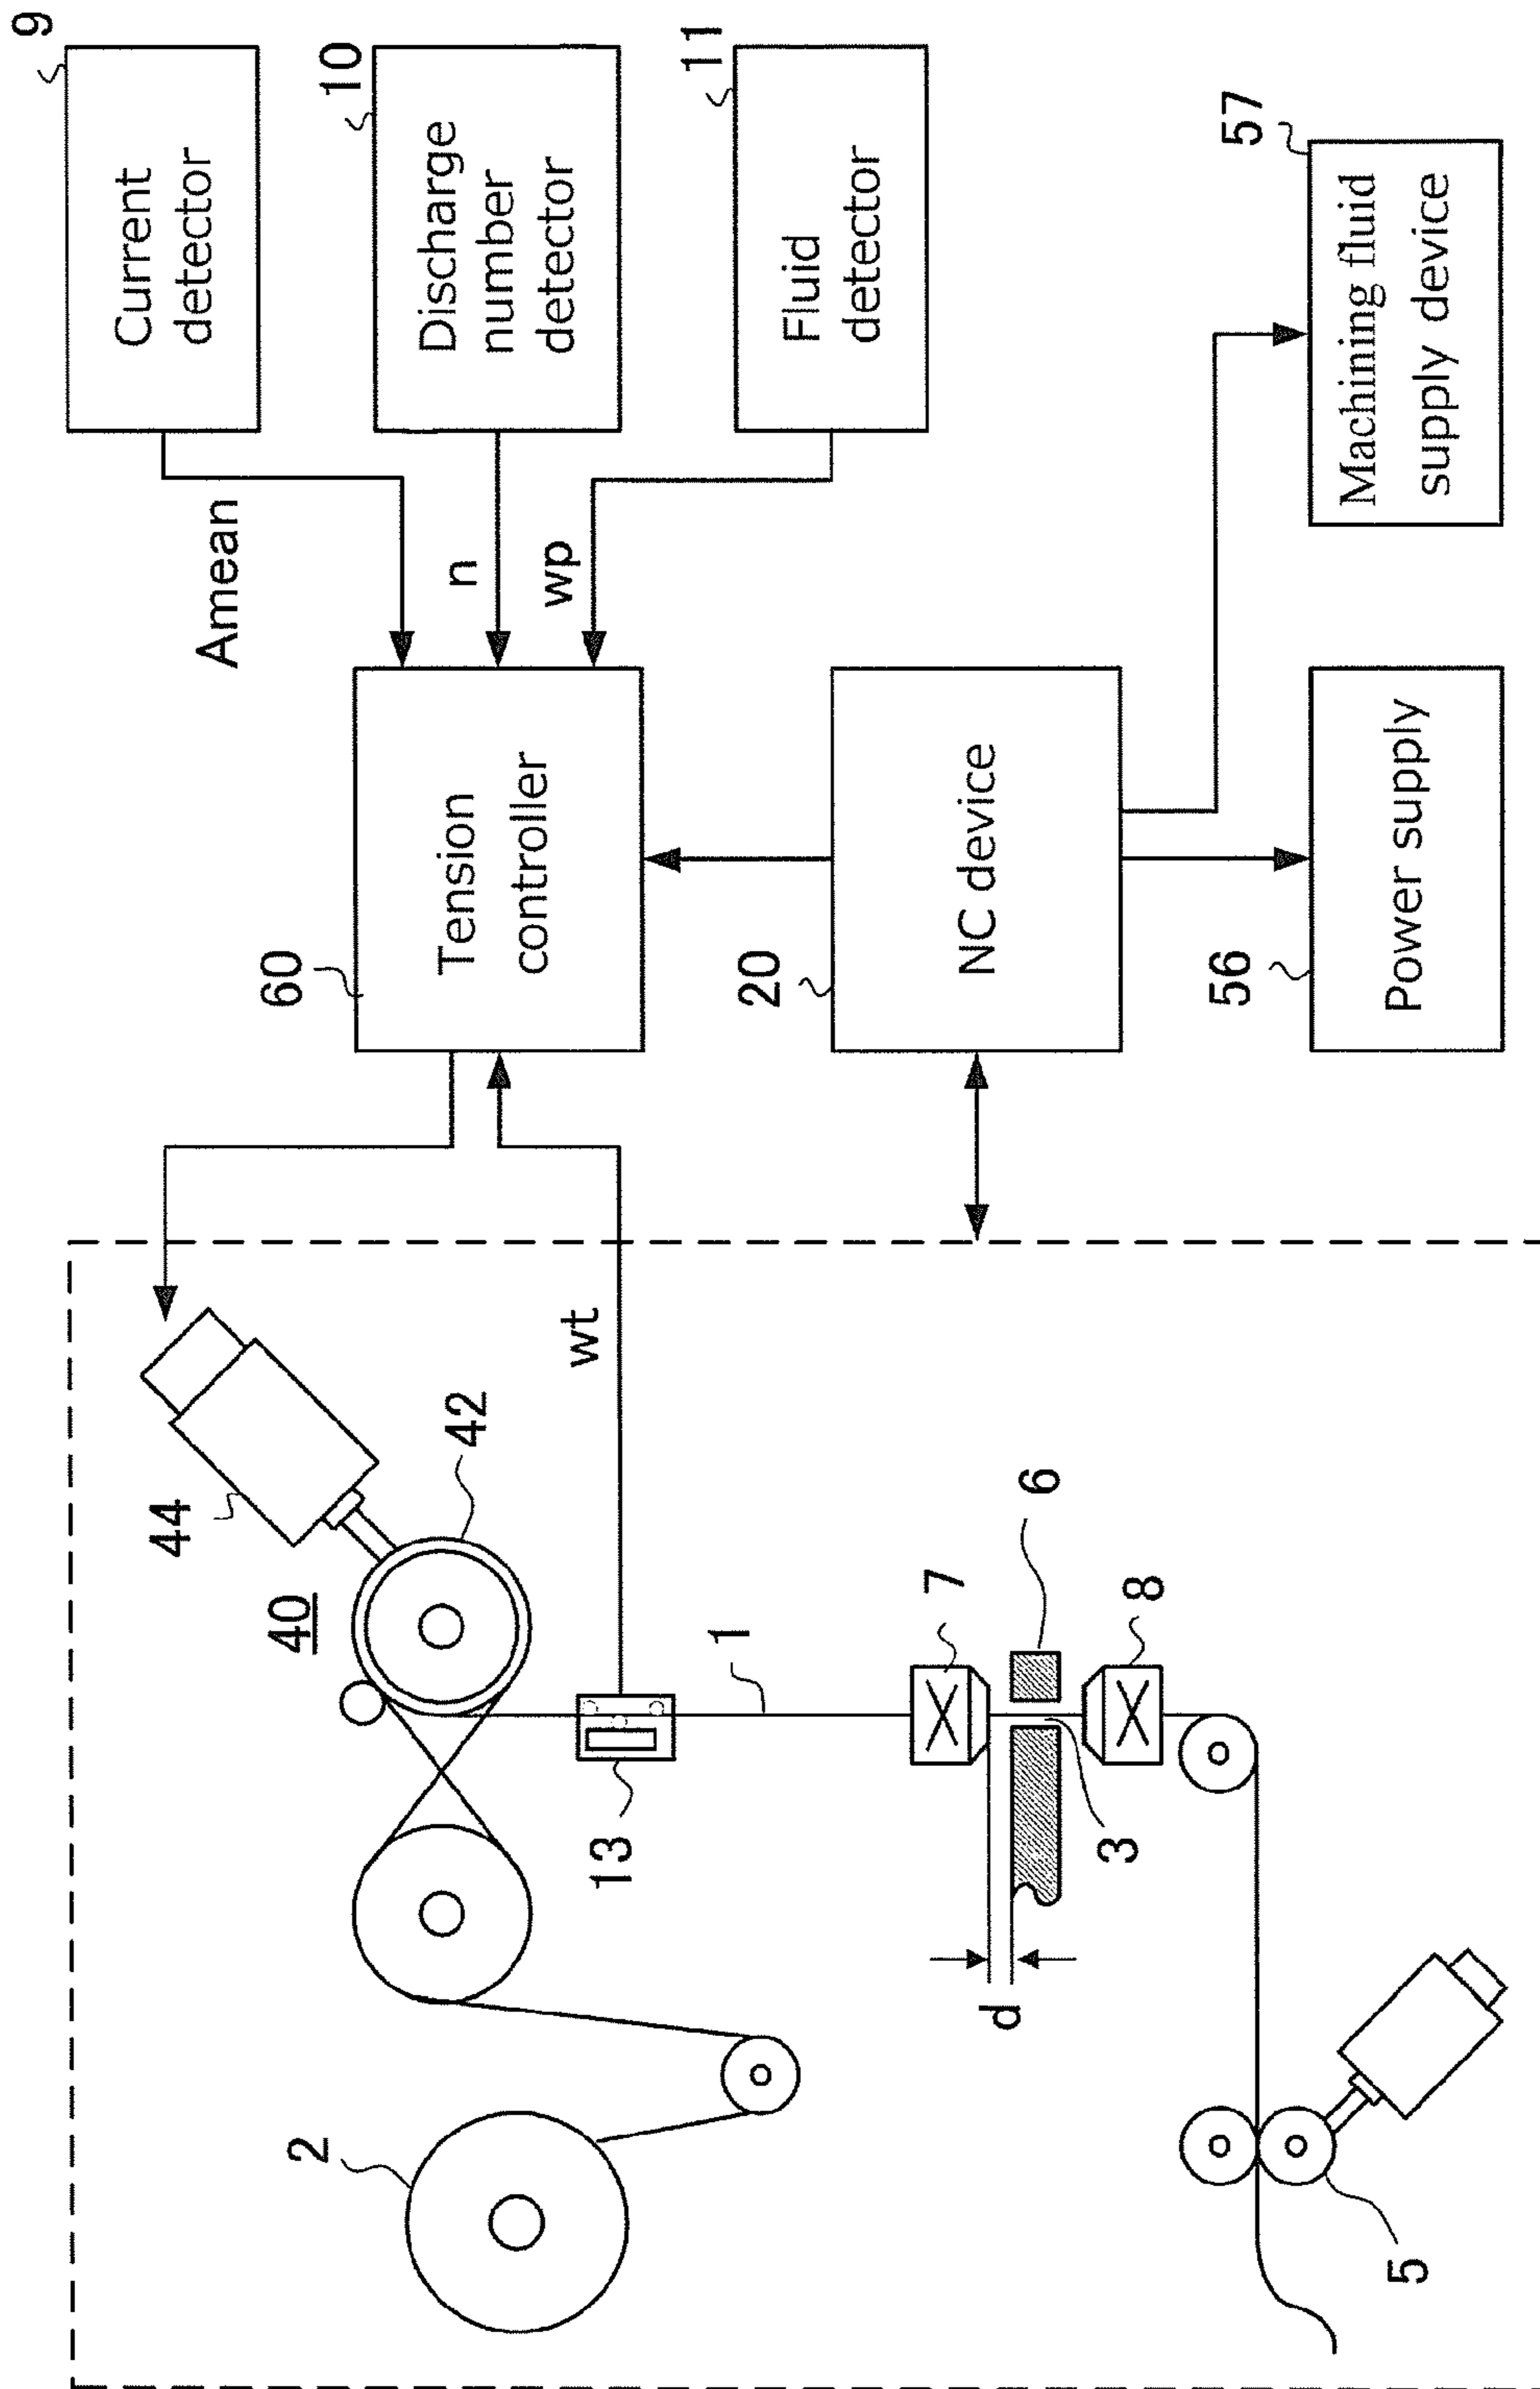 9
Current
detector
10
Discharge
number
detector
11
Fluid
detector
57
Machining fluid
supply device
Amean
n
wp
60
Tension
controller
20
NC device
56
Power supply
44
40
42
wt
13
1
7
6
8
3
d
2
5